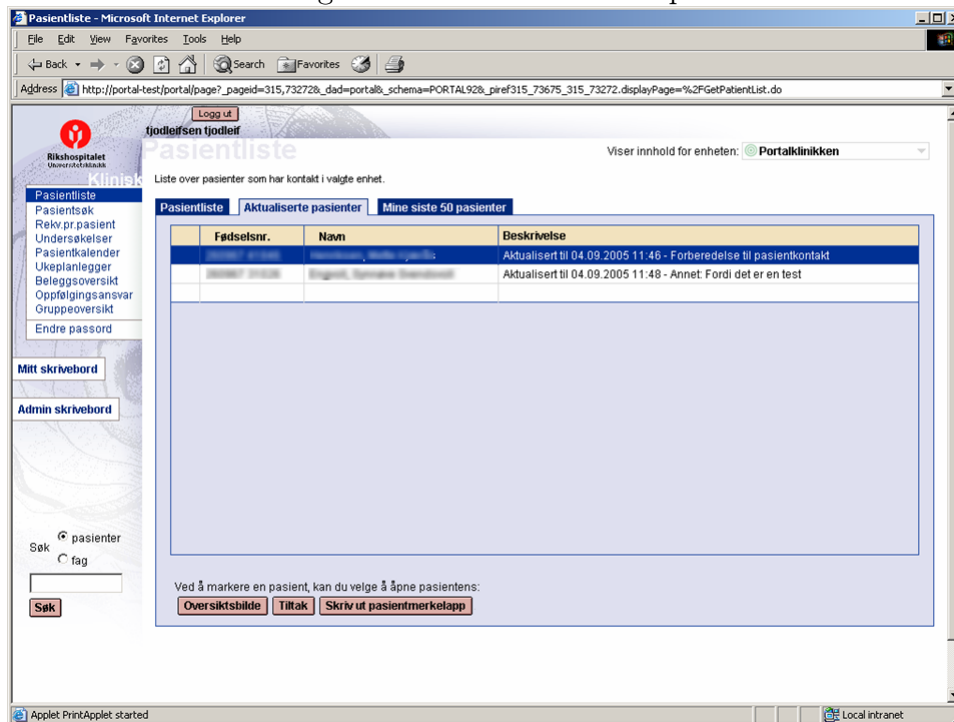 Pasientliste - Microsoft Internet Explorer
File Edit View Favorites Tools Help
Back Search Favorites
Address http://portal-test/portal/page?_pageid=315,73272&_dad=portal&_schema=PORTAL92&_piref315_73675_315_73272.displayPage=%2FGetPatientList.do
Logg ut
tjodleifsen tjodleif
Rikshospitalet
Universitetsklinikk
Klinisk
Pasientliste
Viser innhold for enheten: Portalklinikken
Liste over pasienter som har kontakt i valgte enhet.
Pasientliste
Pasientsøk
Rekv.pr.pasient
Undersøkelser
Pasientkalender
Ukeplanlegger
Beleggsoversikt
Oppfølgingsansvar
Gruppeoversikt
Endre passord
Mitt skrivebord
Admin skrivebord
Søk
pasienter
fag
Søk
Pasientliste Aktualiserte pasienter Mine siste 50 pasienter
Fødselsnr. Navn Beskrivelse
Aktualisert til 04.09.2005 11:46 - Forberedelse til pasientkontakt
Aktualisert til 04.09.2005 11:48 - Annet: Fordi det er en test
Ved å markere en pasient, kan du velge å åpne pasientens:
Oversiktsbilde Tiltak Skriv ut pasientmerkelapp
Applet PrintApplet started Local intranet